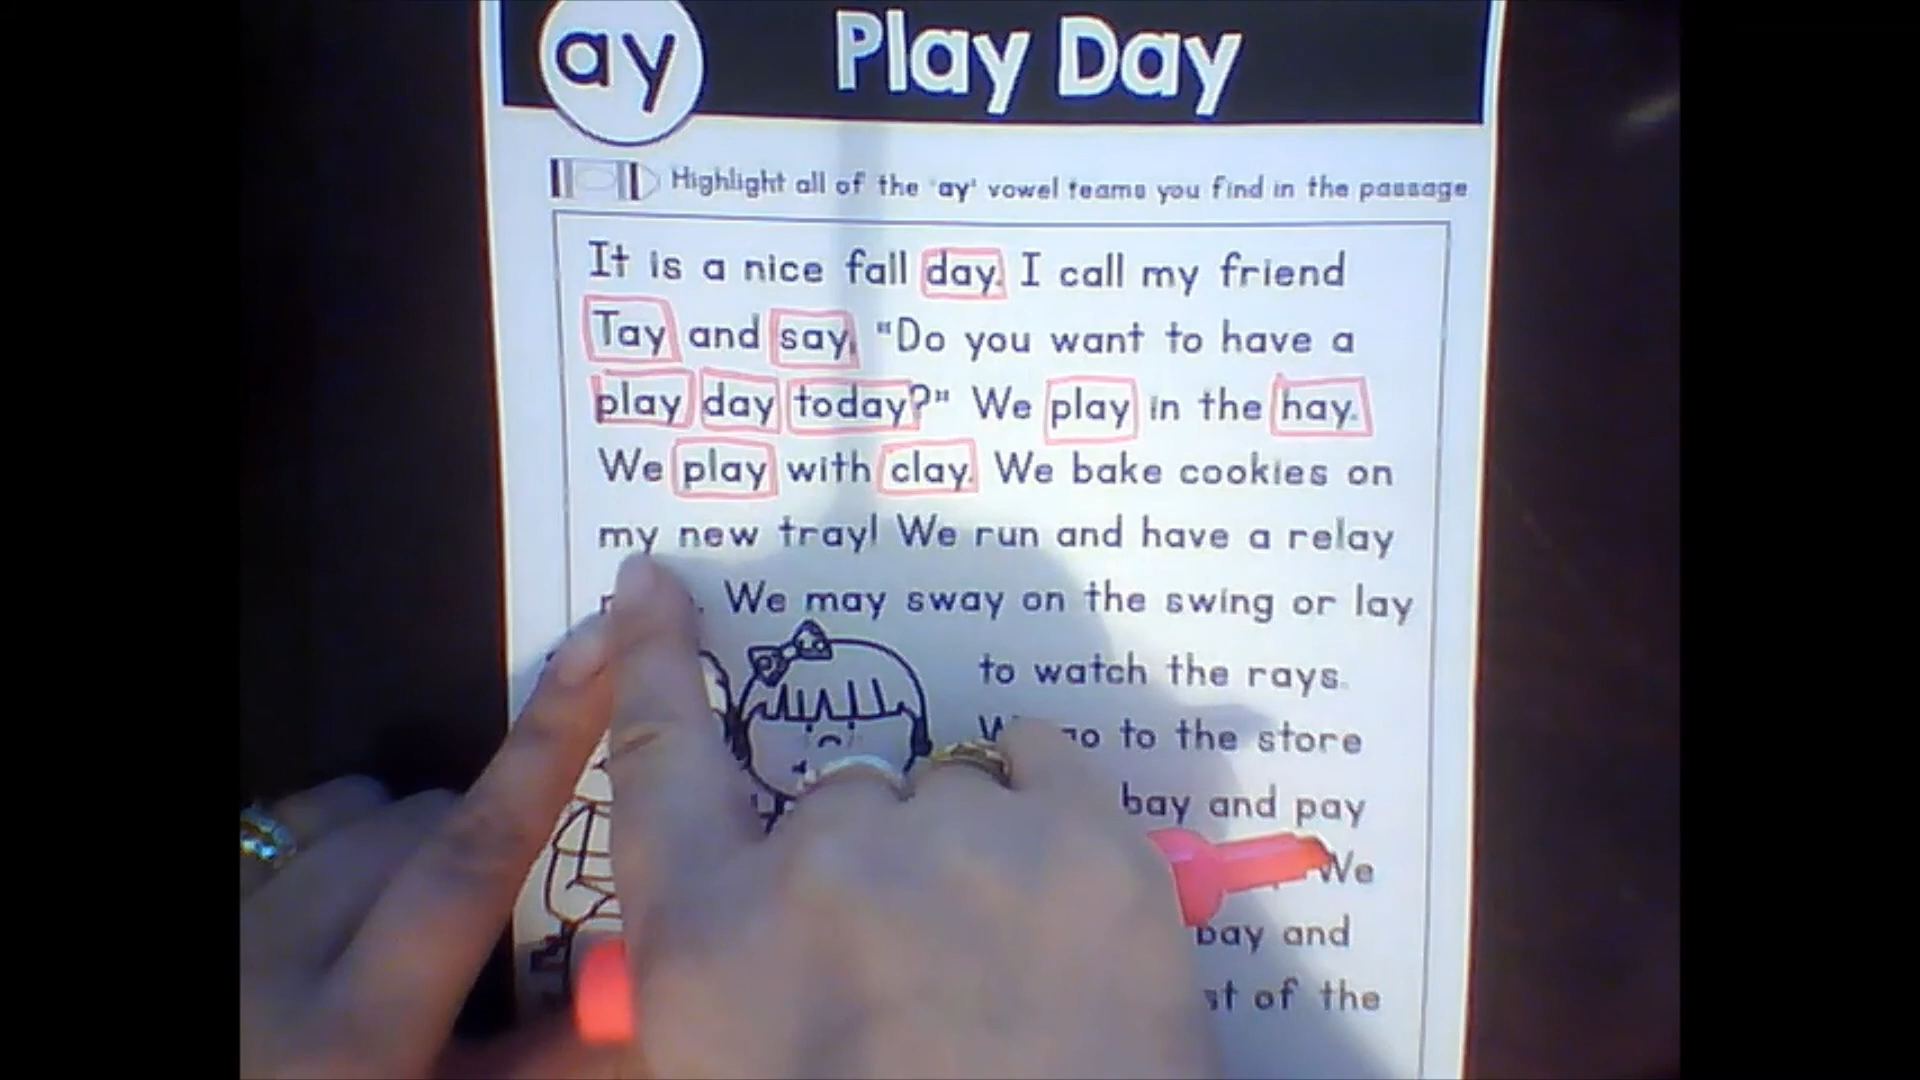 ay
Play Day
Highlight all of the 'ay' vowel teams you find in the passage
It is a nice fall day. I call my friend
Tay and say, "Do you want to have a
play day today?" We play in the hay.
We play with clay. We bake cookies on
my new tray! We run and have a relay
We may sway on the swing or lay
to watch the rays.
go to the store
bay and pay
We
bay and
of the